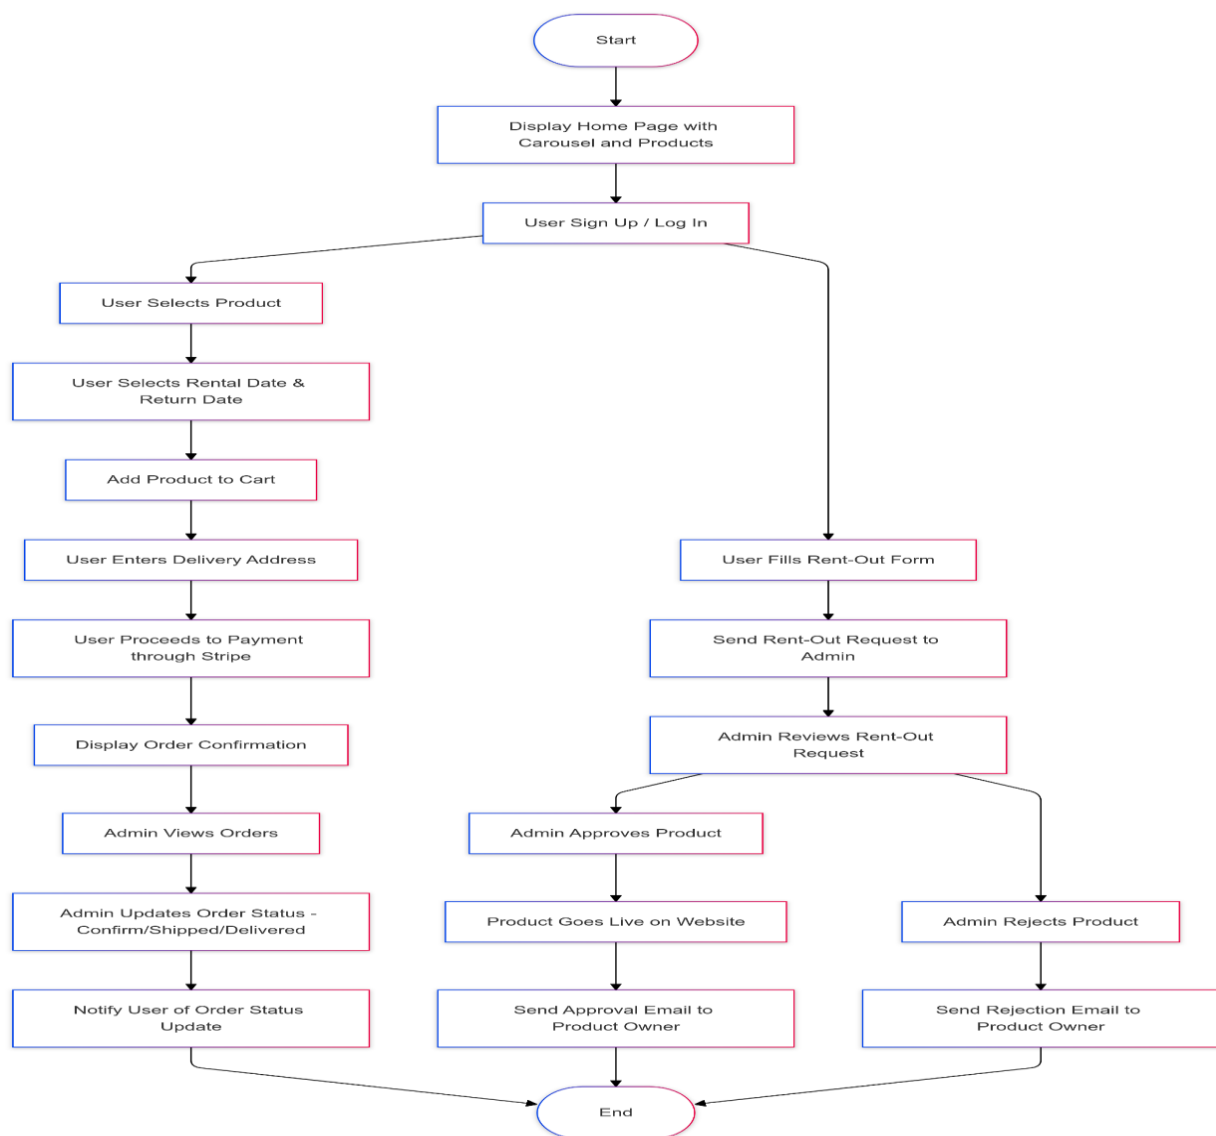 Start
Display Home Page with
Carousel and Products
User Sign Up / Log In
User Selects Product
User Selects Rental Date &
Return Date
Add Product to Cart
User Enters Delivery Address
User Proceeds to Payment
through Stripe
Display Order Confirmation
Admin Views Orders
Admin Updates Order Status -
Confirm/Shipped/Delivered
Notify User of Order Status
Update
User Fills Rent-Out Form
Send Rent-Out Request to
Admin
Admin Reviews Rent-Out
Request
Admin Approves Product
Product Goes Live on Website
Send Approval Email to
Product Owner
Admin Rejects Product
Send Rejection Email to
Product Owner
End